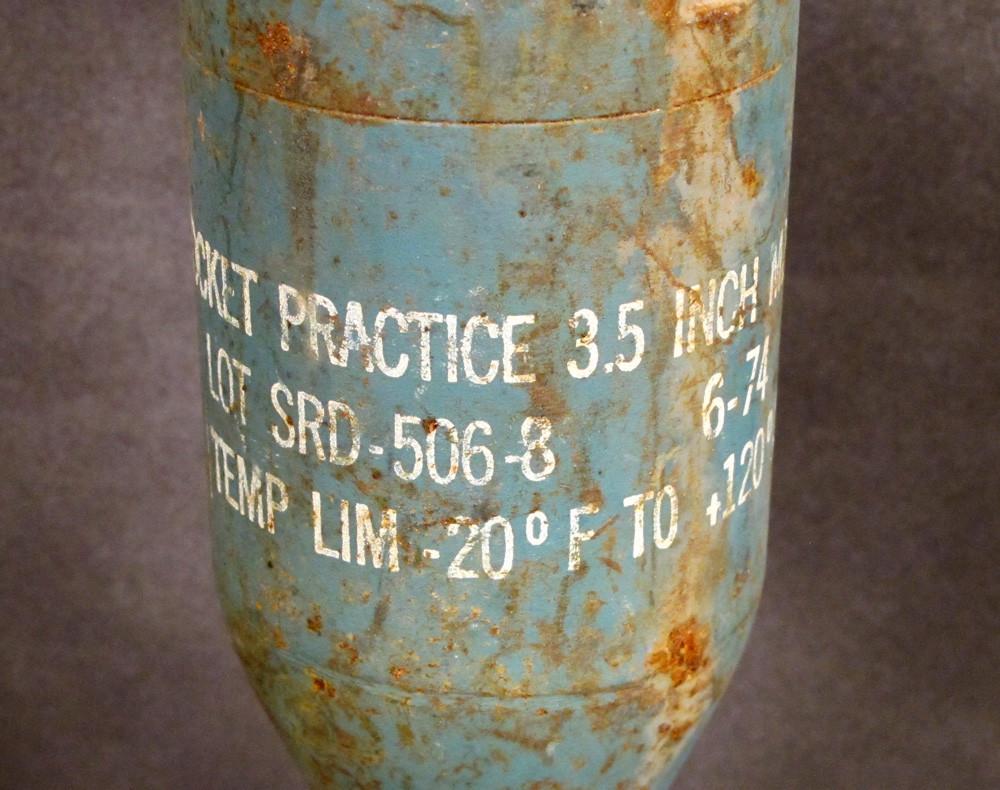 CKET PRACTICE 3.5 INCH M
LOT SRD-506-8 6-74
TEMP LIM -20° F TO +120°